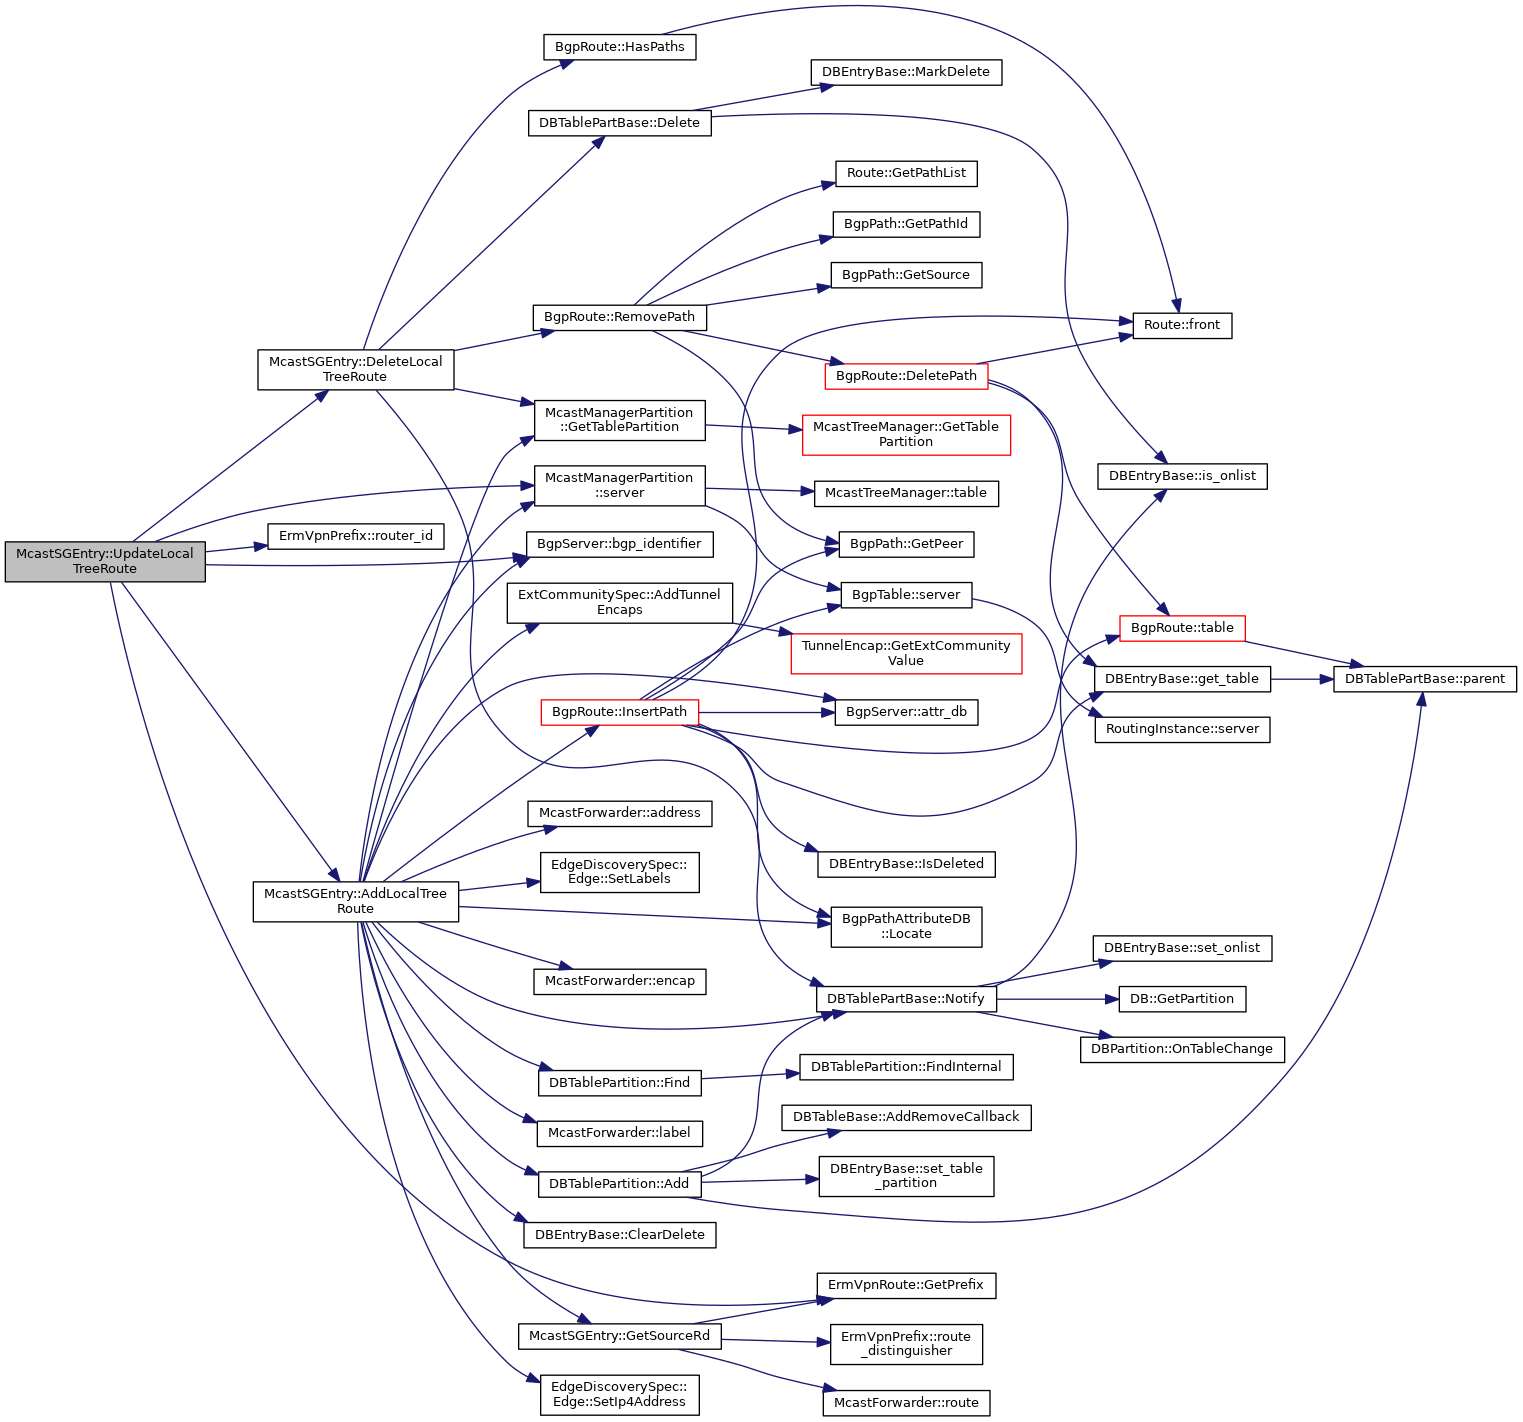 BgpRoute::HasPaths
DBEntryBase::MarkDelete
DBTablePartBase::Delete
Route::GetPathList
BgpPath::GetPathId
BgpPath::GetSource
BgpRoute::RemovePath
Route::front
McastSGEntry::DeleteLocal
TreeRoute
BgpRoute::DeletePath
McastManagerPartition
::GetTablePartition
McastTreeManager::GetTable
Partition
DBEntryBase::is_onlist
McastManagerPartition
::server
McastTreeManager::table
ErmVpnPrefix::router_id
BgpServer::bgp_identifier
BgpPath::GetPeer
McastSGEntry::UpdateLocal
TreeRoute
ExtCommunitySpec::AddTunnel
Encaps
BgpTable::server
BgpRoute::table
TunnelEncap::GetExtCommunity
Value
DBEntryBase::get_table
DBTablePartBase::parent
BgpRoute::InsertPath
BgpServer::attr_db
RoutingInstance::server
McastForwarder::address
EdgeDiscoverySpec::
Edge::SetLabels
DBEntryBase::IsDeleted
McastSGEntry::AddLocalTree
Route
BgpPathAttributeDB
::Locate
DBEntryBase::set_onlist
McastForwarder::encap
DBTablePartBase::Notify
DB::GetPartition
DBPartition::OnTableChange
DBTablePartition::Find
DBTablePartition::FindInternal
McastForwarder::label
DBTableBase::AddRemoveCallback
DBTablePartition::Add
DBEntryBase::set_table
_partition
DBEntryBase::ClearDelete
ErmVpnRoute::GetPrefix
McastSGEntry::GetSourceRd
ErmVpnPrefix::route
_distinguisher
EdgeDiscoverySpec::
Edge::SetIp4Address
McastForwarder::route